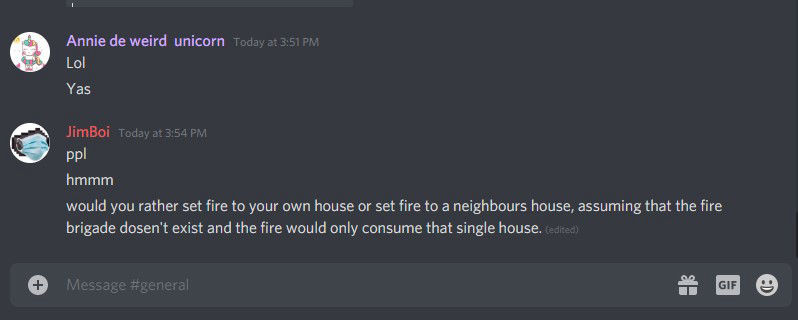 Annie de weird unicorn Today at 3:51 PM
Lol
Yas
JimBoi Today at 3:54 PM
ppl
hmmm
would you rather set fire to your own house or set fire to a neighbours house, assuming that the fire
brigade dosen't exist and the fire would only consume that single house. (edited)
Message #general
GIF